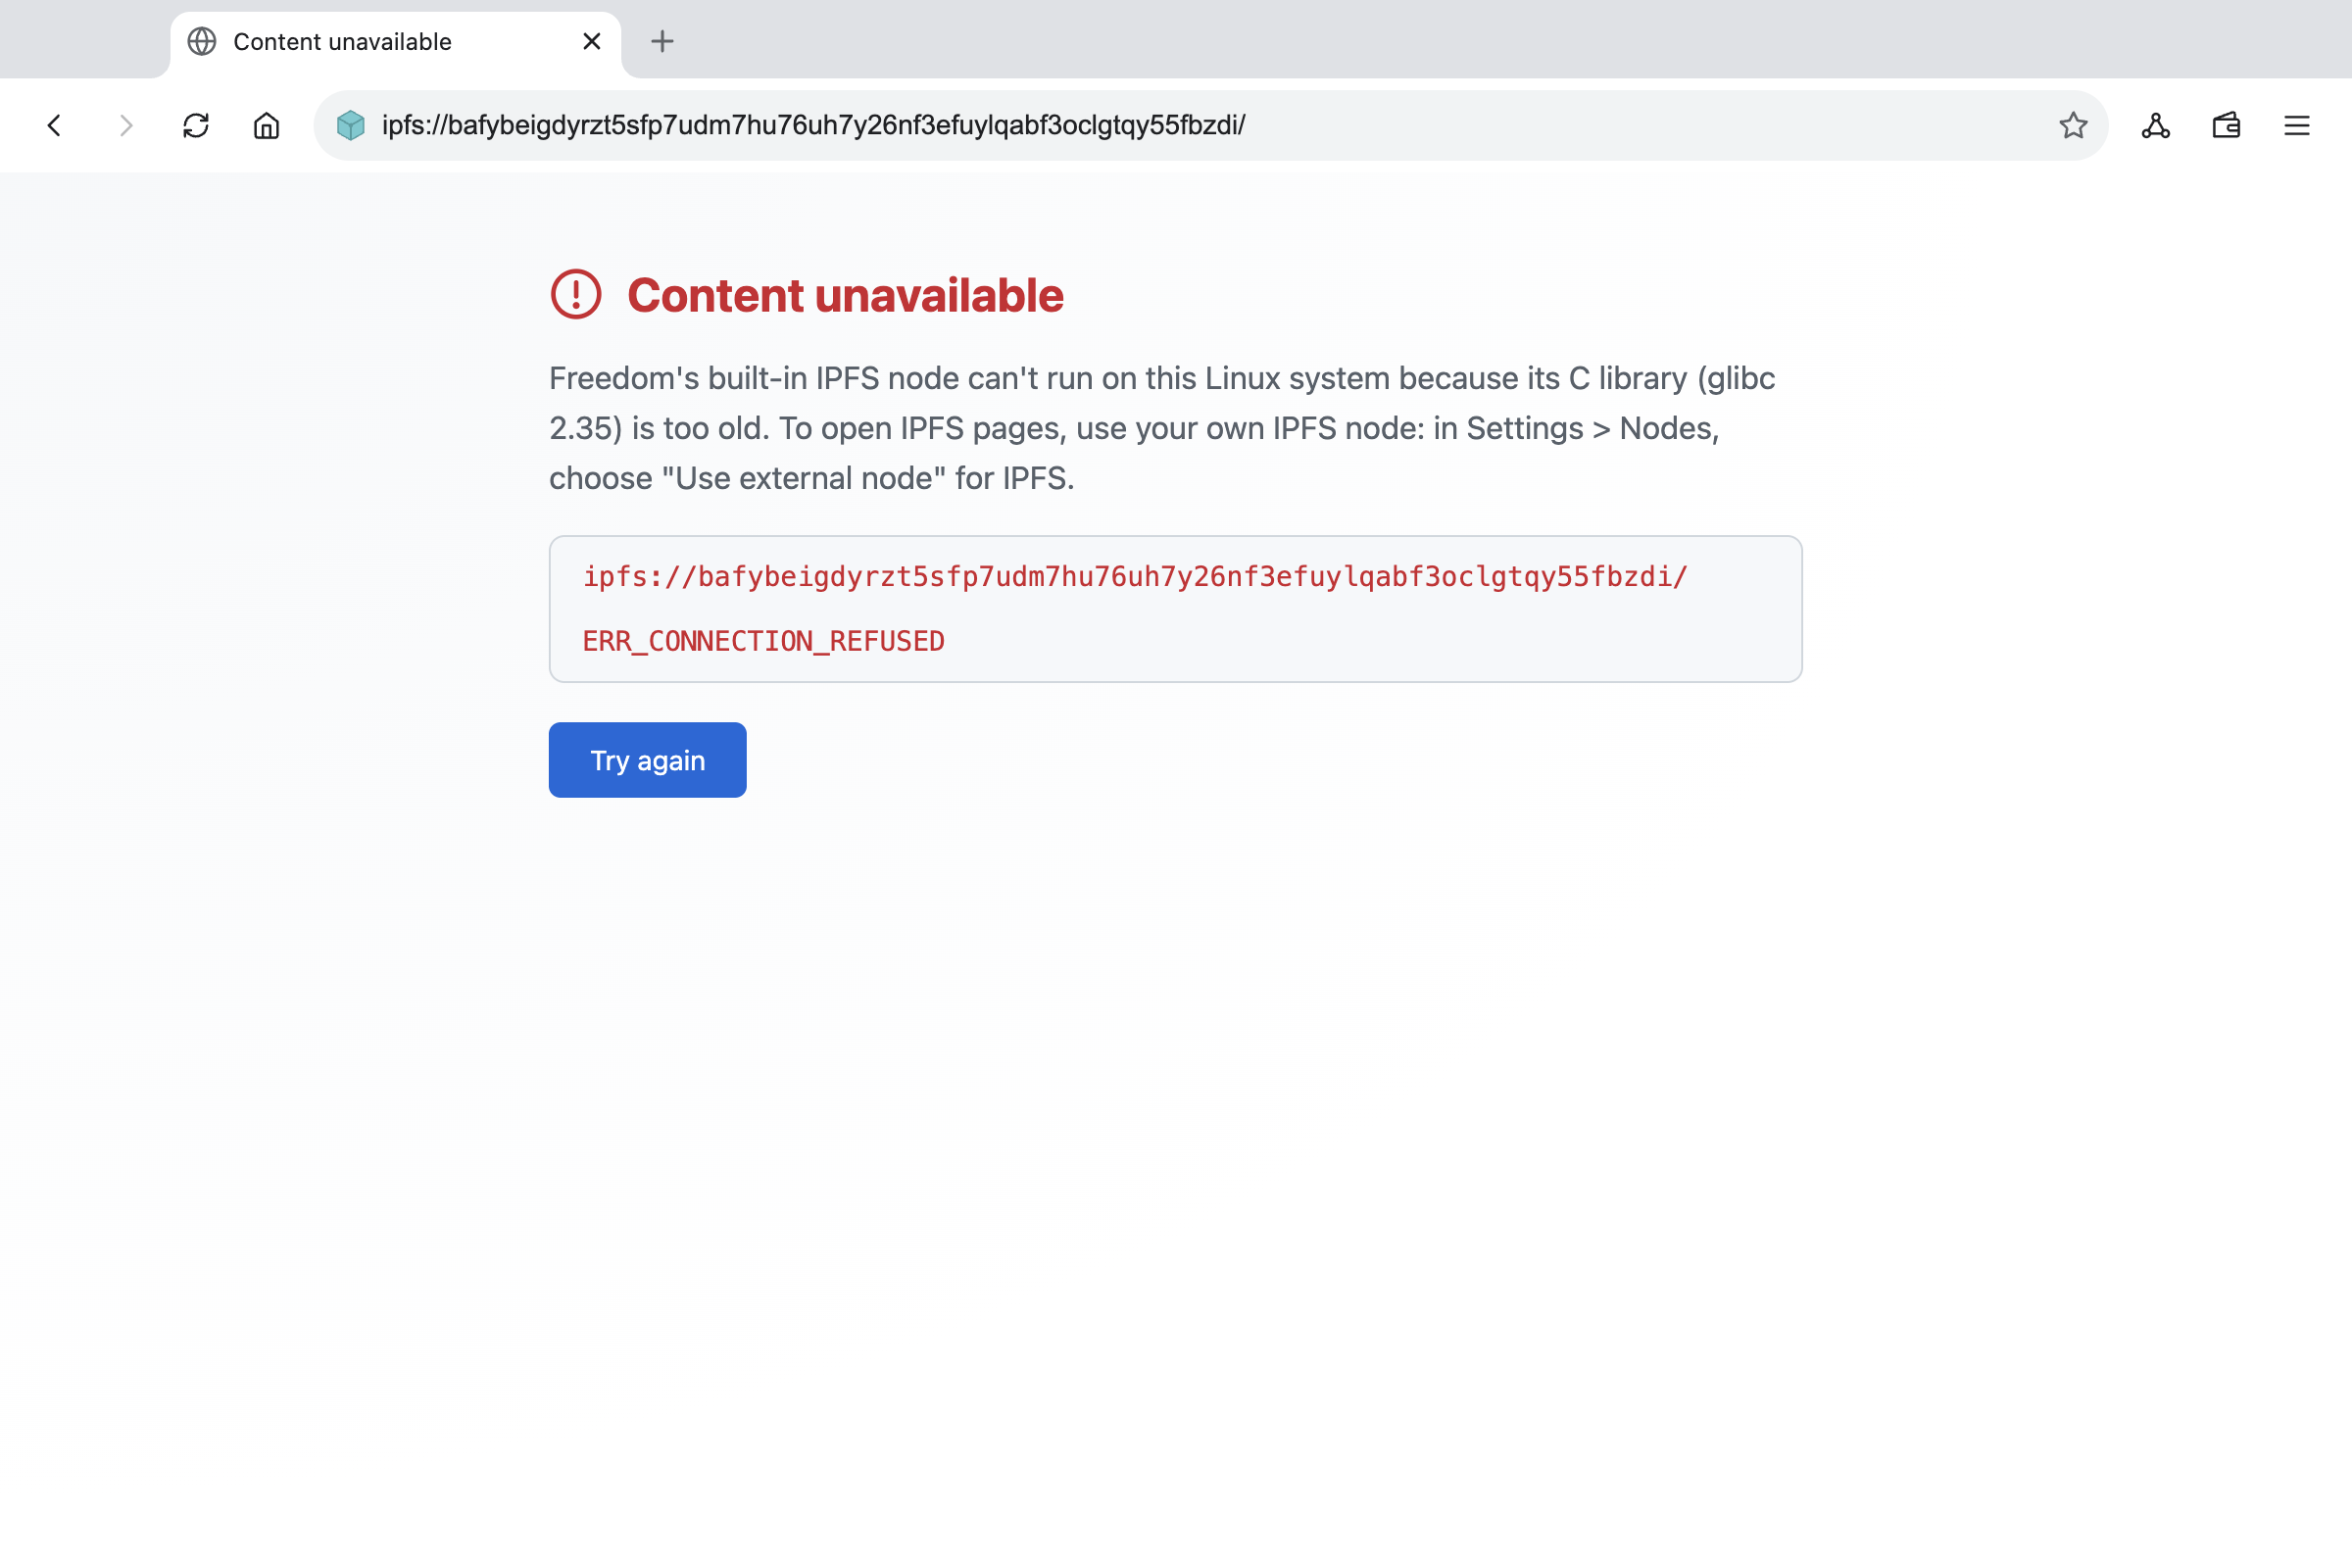 Content unavailable
ipfs://bafybeigdyrzt5sfp7udm7hu76uh7y26nf3efuylqabf3oclgtqy55fbzdi/
Content unavailable
Freedom's built-in IPFS node can't run on this Linux system because its C library (glibc
2.35) is too old. To open IPFS pages, use your own IPFS node: in Settings > Nodes,
choose "Use external node" for IPFS.
ipfs://bafybeigdyrzt5sfp7udm7hu76uh7y26nf3efuylqabf3oclgtqy55fbzdi/
ERR_CONNECTION_REFUSED
Try again